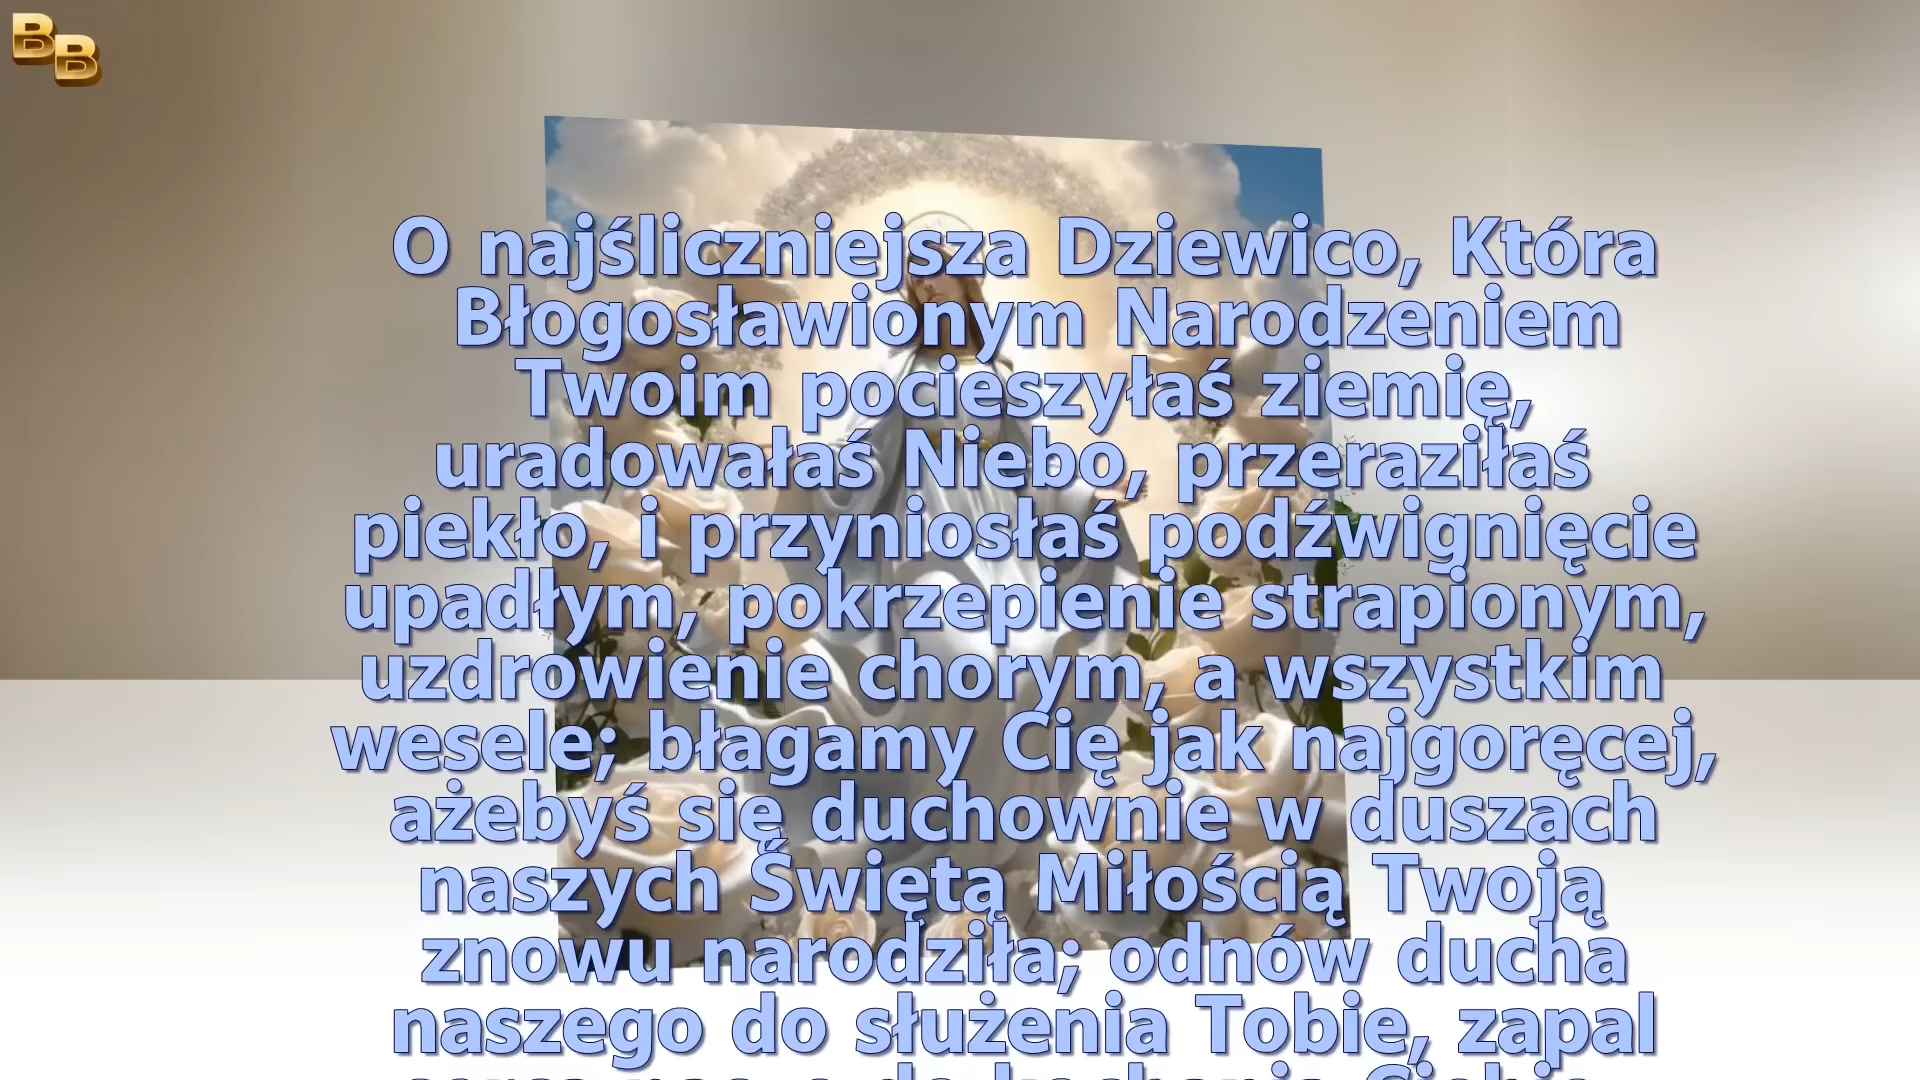 BB
O najśliczniejsza Dziewico, Która
Błogosławionym Narodzeniem
Twoim pocieszyłaś ziemię,
uradowałaś Niebo, przeraziłaś
piekło, i przyniosłaś podźwignięcie
upadłym, pokrzepienie strapionym,
uzdrowienie chorym, a wszystkim
wesele; błagamy Cię jak najgoręcej,
ażebyś się duchownie w duszach
naszych Świętą Miłością Twoją
znowu narodziła; odnów ducha
naszego do służenia Tobie, zapal